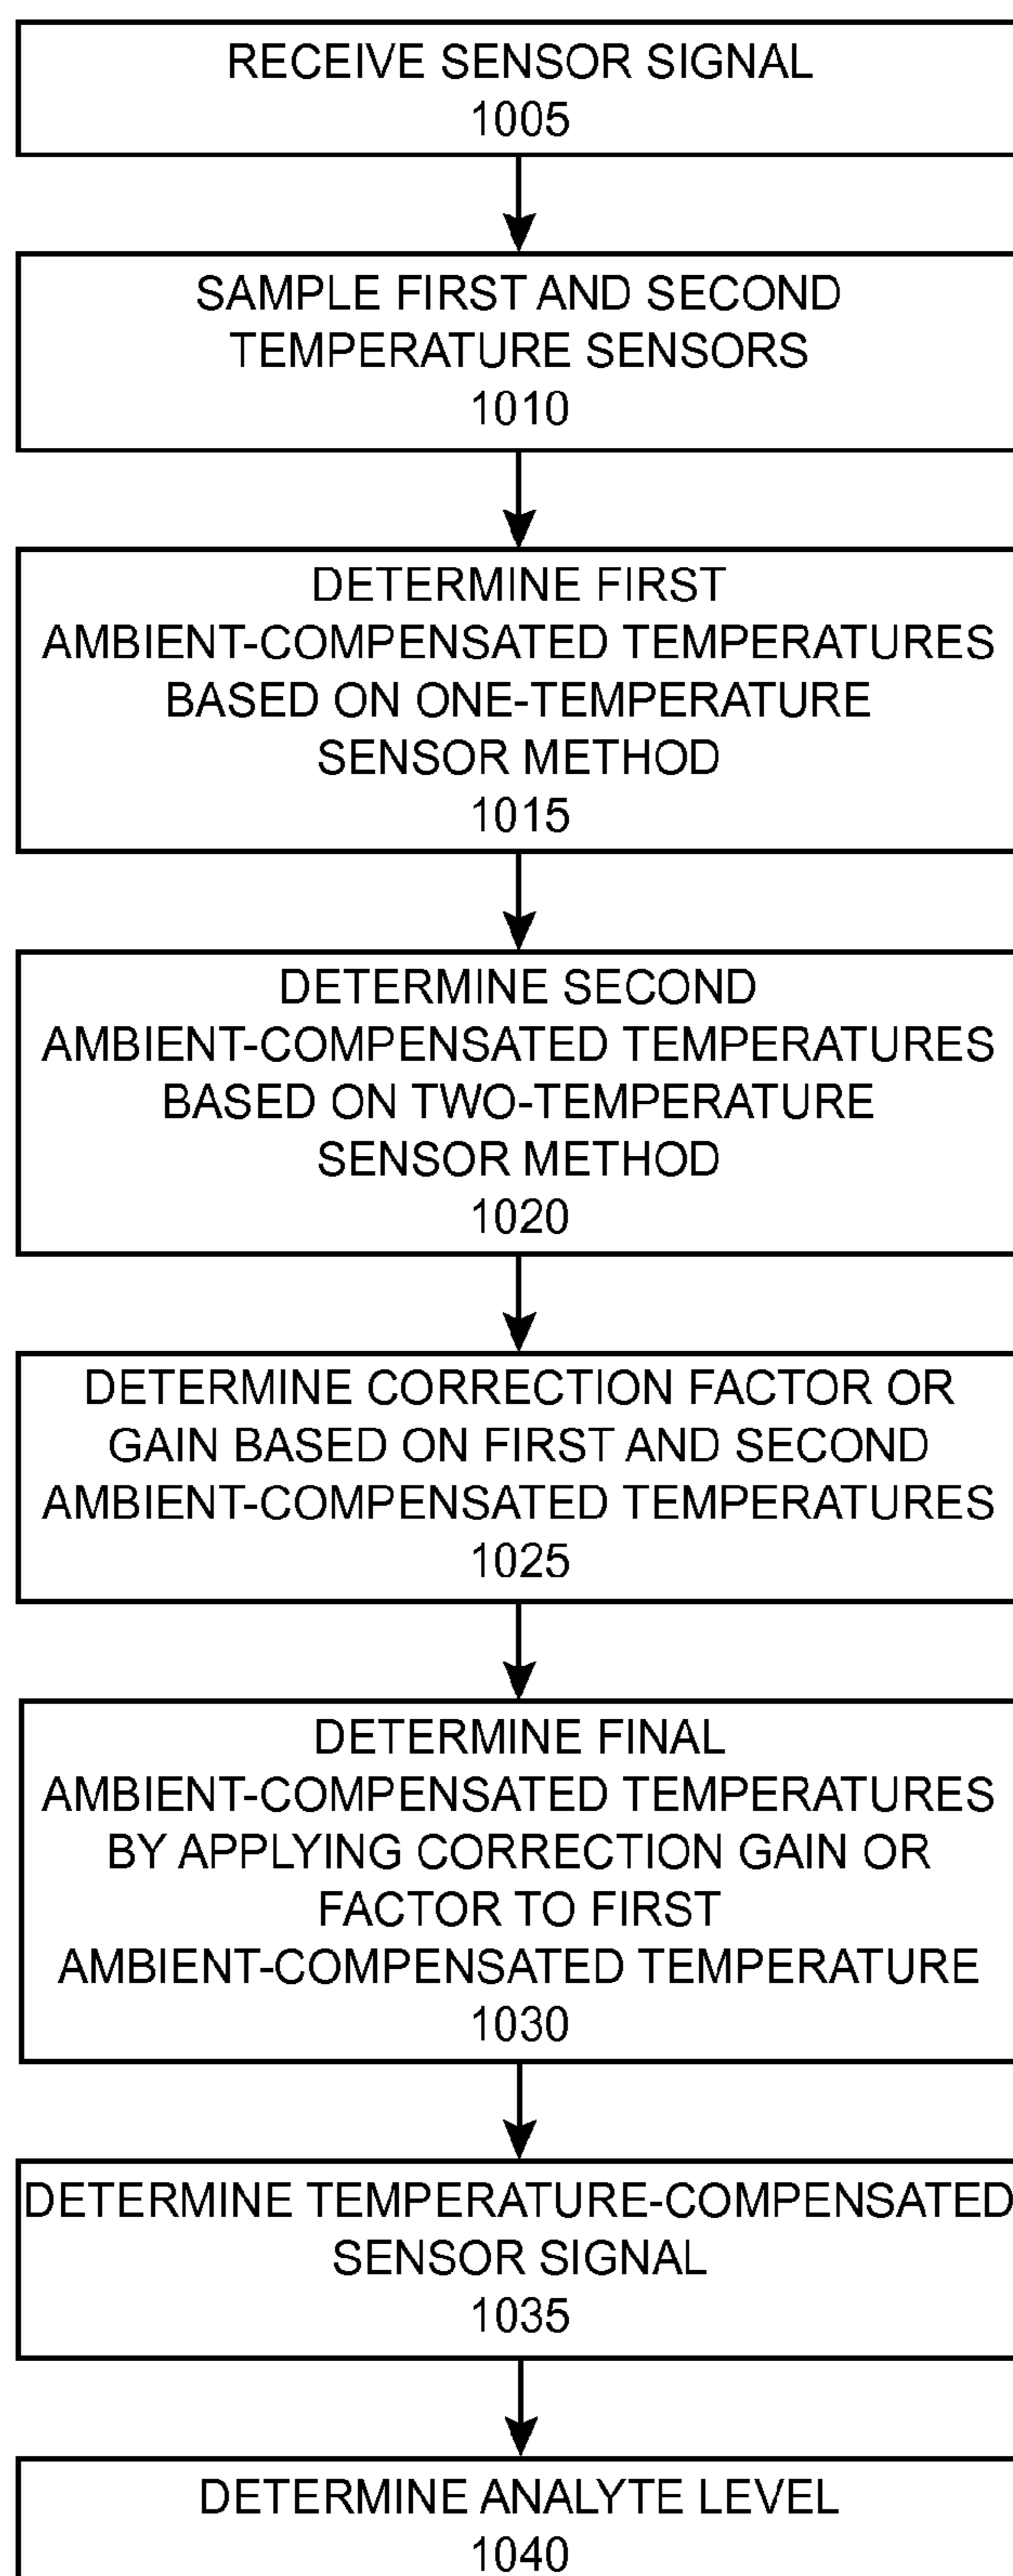 RECEIVE SENSOR SIGNAL
1005
SAMPLE FIRST AND SECOND
TEMPERATURE SENSORS
1010
DETERMINE FIRST
AMBIENT-COMPENSATED TEMPERATURES
BASED ON ONE-TEMPERATURE
SENSOR METHOD
1015
DETERMINE SECOND
AMBIENT-COMPENSATED TEMPERATURES
BASED ON TWO-TEMPERATURE
SENSOR METHOD
1020
DETERMINE CORRECTION FACTOR OR
GAIN BASED ON FIRST AND SECOND
AMBIENT-COMPENSATED TEMPERATURES
1025
DETERMINE FINAL
AMBIENT-COMPENSATED TEMPERATURES
BY APPLYING CORRECTION GAIN OR
FACTOR TO FIRST
AMBIENT-COMPENSATED TEMPERATURE
1030
DETERMINE TEMPERATURE-COMPENSATED
SENSOR SIGNAL
1035
DETERMINE ANALYTE LEVEL
1040